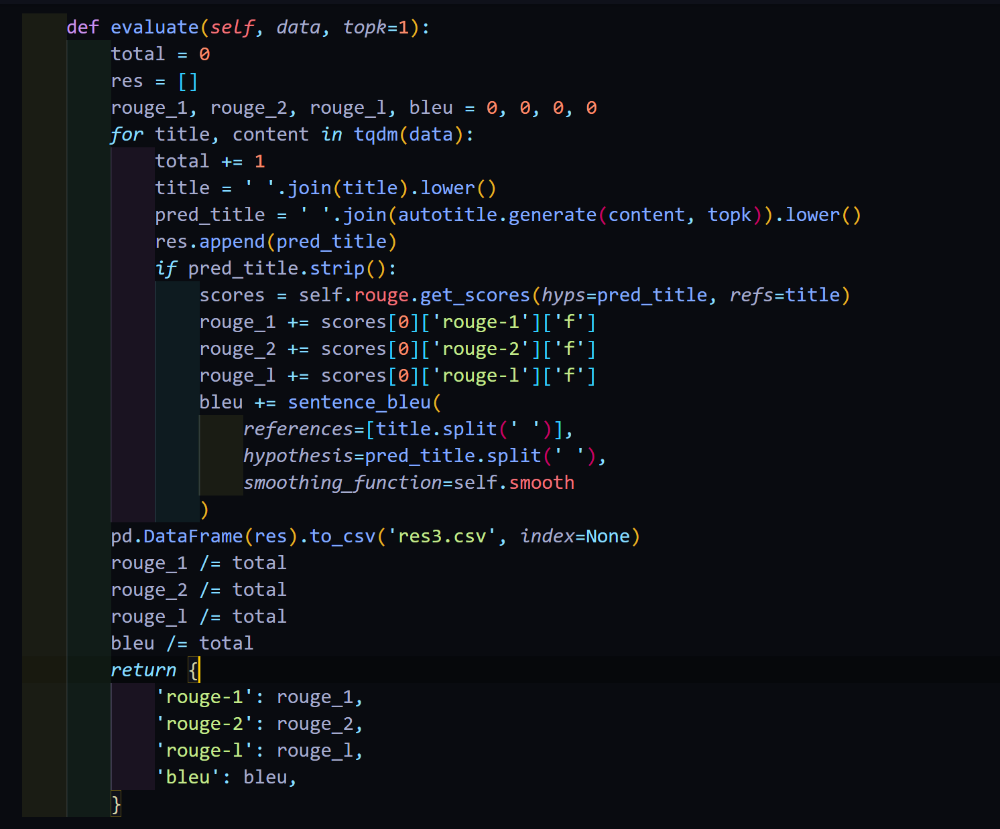 def evaluate(self, data, topk=1):
total = 0
res = []
rouge_1, rouge_2, rouge_l, bleu = 0, 0, 0, 0
for title, content in tqdm(data):
total += 1
title = ' '.join(title).lower()
pred_title = ' '.join(autotitle.generate(content, topk)).lower()
res.append(pred_title)
if pred_title.strip():
scores = self.rouge.get_scores(hyps=pred_title, refs=title)
rouge_1 += scores[0]['rouge-1']['f']
rouge_2 += scores[0]['rouge-2']['f']
rouge_l += scores[0]['rouge-l']['f']
bleu += sentence_bleu(
references=[title.split(' ')],
hypothesis=pred_title.split(' '),
smoothing_function=self.smooth
)
pd.DataFrame(res).to_csv('res3.csv', index=None)
rouge_1 /= total
rouge_2 /= total
rouge_l /= total
bleu /= total
return {
'rouge-1': rouge_1,
'rouge-2': rouge_2,
'rouge-l': rouge_l,
'bleu': bleu,
}